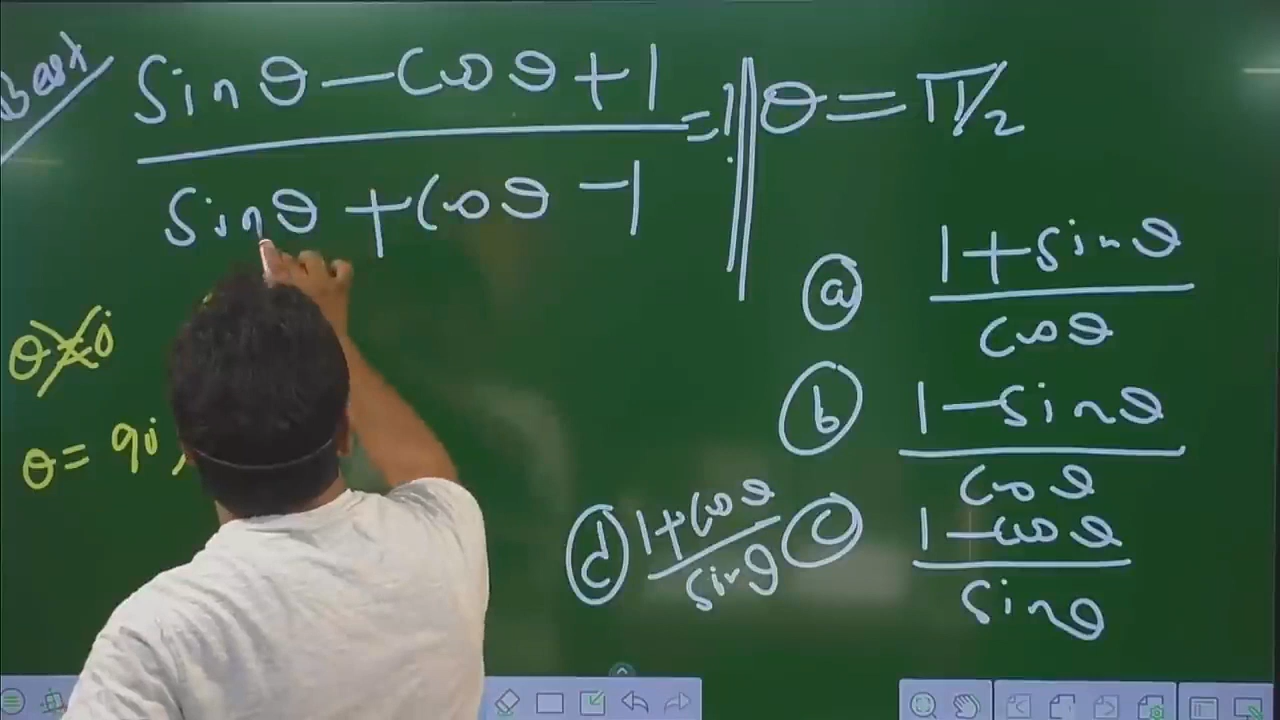 Best
sinθ - cosθ + 1
sinθ + cosθ - 1
= 1
θ = π/2
(a) 1 + sinθ
cosθ
(b) 1 - sinθ
cosθ
(c) 1 - cosθ
sinθ
(d) 1 + cosθ
sinθ
θ = 0
θ = 90,